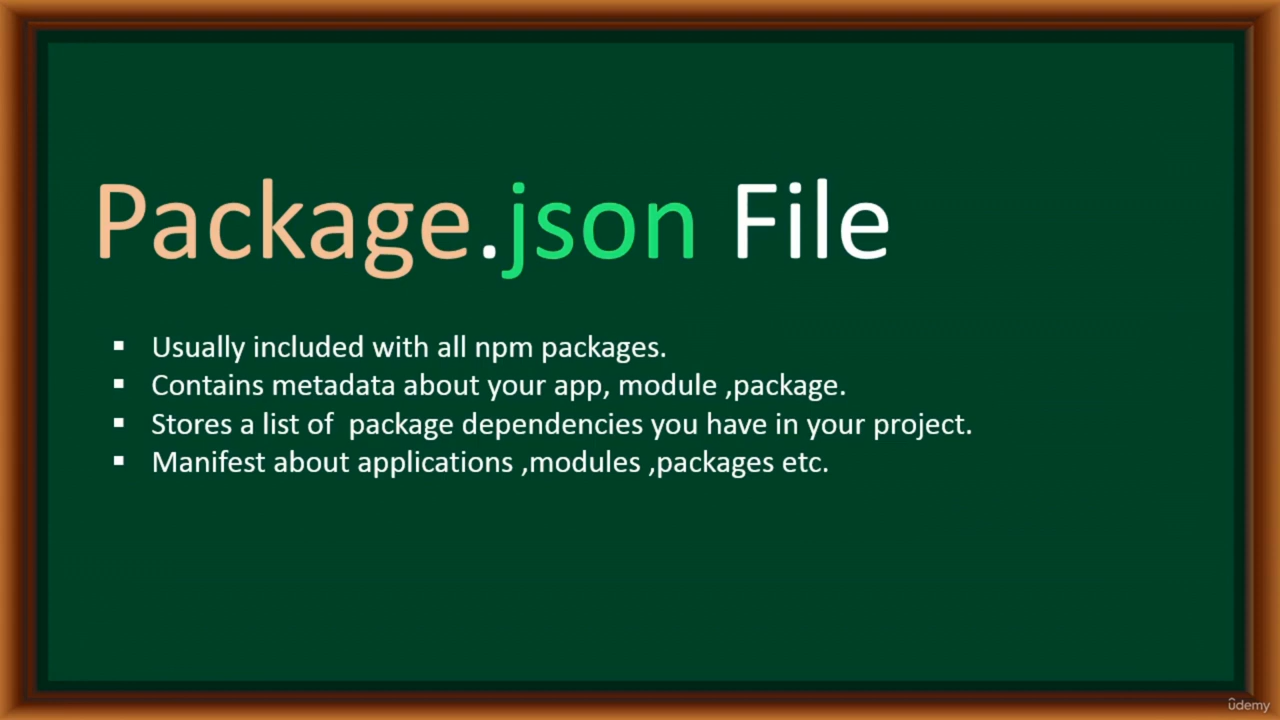 Package.json File
▪ Usually included with all npm packages.
▪ Contains metadata about your app, module ,package.
▪ Stores a list of  package dependencies you have in your project.
▪ Manifest about applications ,modules ,packages etc.
ûdemy